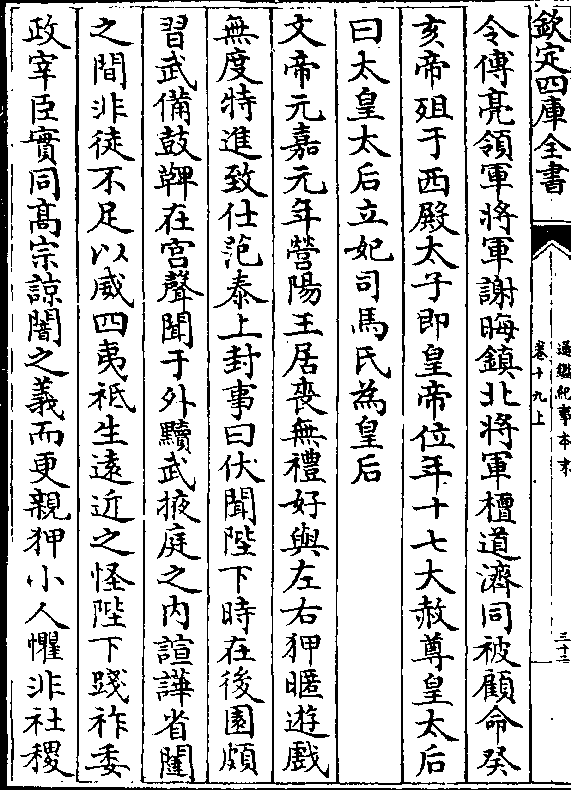 欽定四庫全書
通鑑紀事本末
卷十九上
三十二
令傅亮領軍將軍謝晦鎮北將軍檀道濟同被顧命癸
亥帝殂于西殿太子即皇帝位年十七大赦尊皇太后
曰太皇太后立妃司馬氏為皇后
文帝元嘉元年營陽王居喪無禮好與左右狎暱遊戲
無度特進致仕范泰上封事曰伏聞陛下時在後園頗
習武備鼓鞞在宫聲聞于外黷武掖庭之内諠譁省闥
之間非徒不足以威四夷祗生遠近之怪陛下踐祚委
政宰臣實同髙宗諒闇之義而更親狎小人懼非社稷